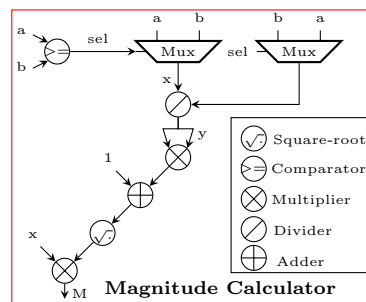 a b b a
a sel Mux sel Mux
>=
b
x
y
1
√.
x
M
√. Square-root
>= Comparator
Multiplier
Divider
Adder
Magnitude Calculator